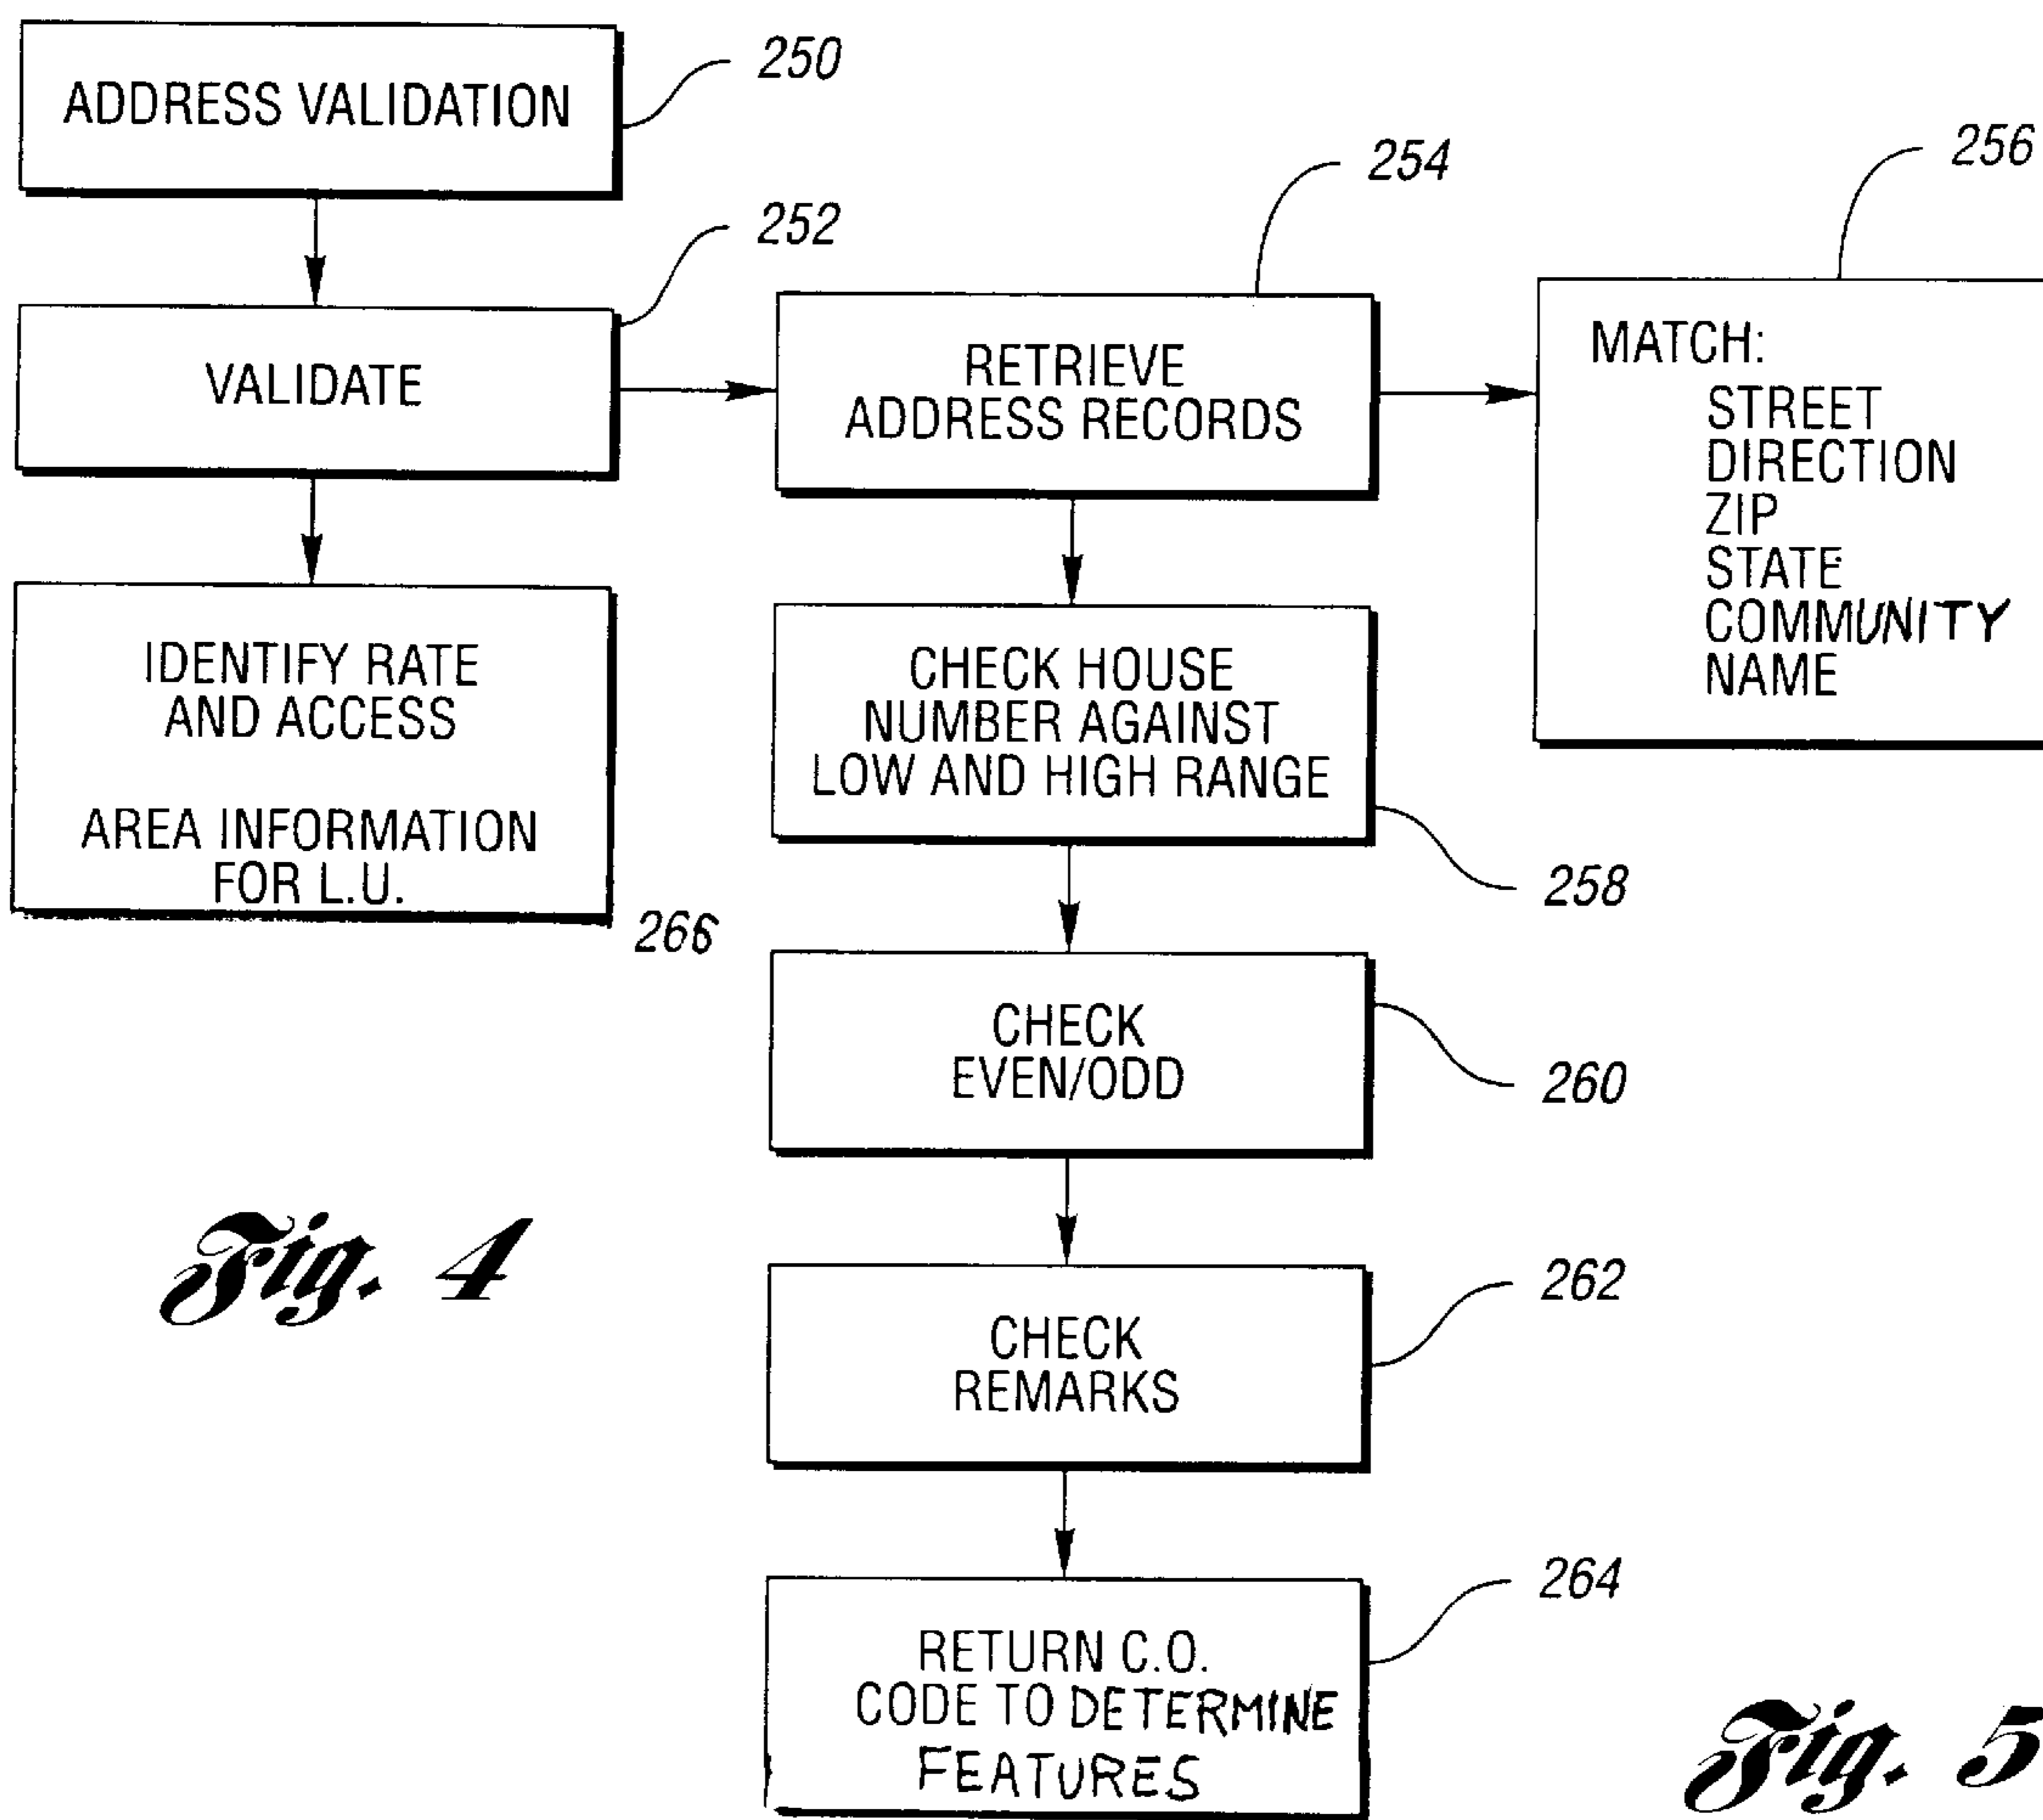 ADDRESS VALIDATION
250
VALIDATE
252
IDENTIFY RATE
AND ACCESS
AREA INFORMATION
FOR L.U.
266
RETRIEVE
ADDRESS RECORDS
254
MATCH:
STREET
DIRECTION
ZIP
STATE
COMMUNITY
NAME
256
CHECK HOUSE
NUMBER AGAINST
LOW AND HIGH RANGE
258
CHECK
EVEN/ODD
260
CHECK
REMARKS
262
RETURN C.O.
CODE TO DETERMINE
FEATURES
264
Fig. 4
Fig. 5